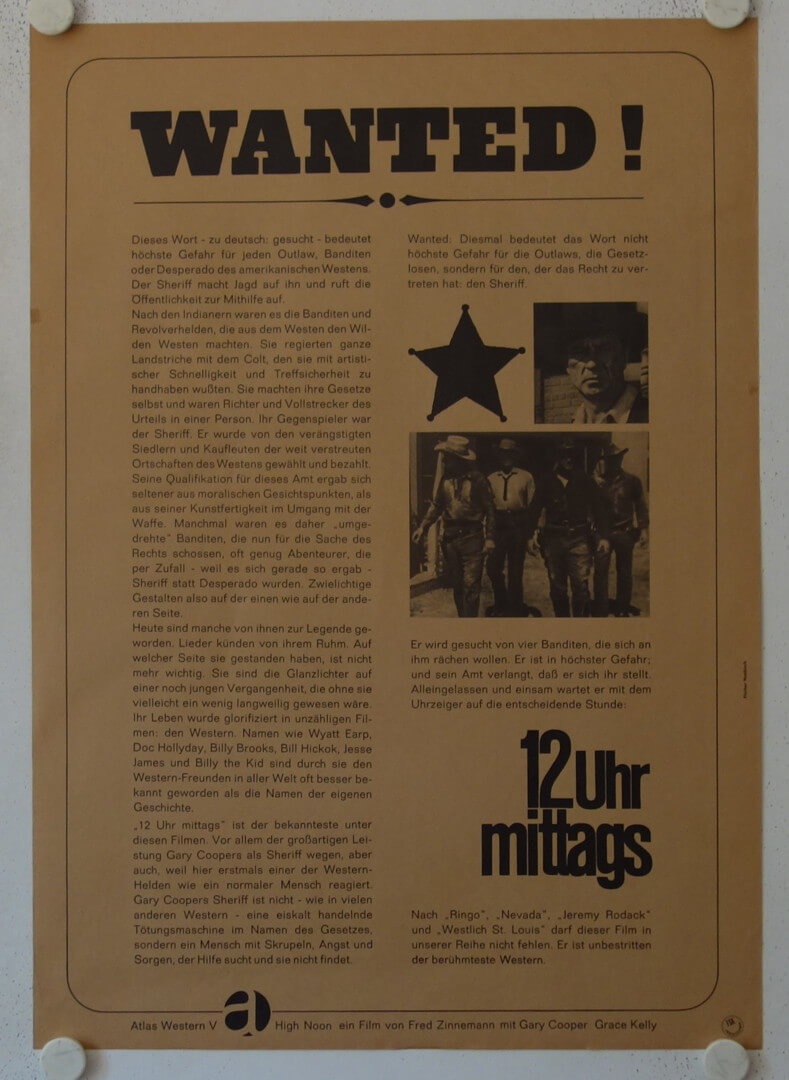 WANTED !
Dieses Wort - zu deutsch: gesucht - bedeutet
höchste Gefahr für jeden Outlaw, Banditen
oder Desperado des amerikanischen Westens.
Der Sheriff macht Jagd auf ihn und ruft die
Öffentlichkeit zur Mithilfe auf.
Nach den Indianern waren es die Banditen und
Revolverhelden, die aus dem Westen den Wil-
den Westen machten. Sie regierten ganze
Landstriche mit dem Colt, den sie mit artisti-
scher Schnelligkeit und Treffsicherheit zu
handhaben wußten. Sie machten ihre Gesetze
selbst und waren Richter und Vollstrecker des
Urteils in einer Person. Ihr Gegenspieler war
der Sheriff. Er wurde von den verängstigten
Siedlern und Kaufleuten der weit verstreuten
Ortschaften des Westens gewählt und bezahlt.
Seine Qualifikation für dieses Amt ergab sich
seltener aus moralischen Gesichtspunkten, als
aus seiner Kunstfertigkeit im Umgang mit der
Waffe. Manchmal waren es daher „umge-
drehte" Banditen, die nun für die Sache des
Rechts schossen, oft genug Abenteurer, die
per Zufall - weil es sich gerade so ergab -
Sheriff statt Desperado wurden. Zwielichtige
Gestalten also auf der einen wie auf der ande-
ren Seite.
Heute sind manche von ihnen zur Legende ge-
worden. Lieder künden von ihrem Ruhm. Auf
welcher Seite sie gestanden haben, ist nicht
mehr wichtig. Sie sind die Glanzlichter auf
einer noch jungen Vergangenheit, die ohne sie
vielleicht ein wenig langweilig gewesen wäre.
Ihr Leben wurde glorifiziert in unzähligen Fil-
men: den Western. Namen wie Wyatt Earp,
Doc Hollyday, Billy Brooks, Bill Hickok, Jesse
James und Billy the Kid sind durch sie den
Western-Freunden in aller Welt oft besser be-
kannt geworden als die Namen der eigenen
Geschichte.
„12 Uhr mittags" ist der bekannteste unter
diesen Filmen. Vor allem der großartigen Lei-
stung Gary Coopers als Sheriff wegen, aber
auch, weil hier erstmals einer der Western-
Helden wie ein normaler Mensch reagiert.
Gary Coopers Sheriff ist nicht - wie in vielen
anderen Western - eine eiskalt handelnde
Tötungsmaschine im Namen des Gesetzes,
sondern ein Mensch mit Skrupeln, Angst und
Sorgen, der Hilfe sucht und sie nicht findet.
Wanted: Diesmal bedeutet das Wort nicht
höchste Gefahr für die Outlaws, die Gesetz-
losen, sondern für den, der das Recht zu ver-
treten hat: den Sheriff.
Er wird gesucht von vier Banditen, die sich an
ihm rächen wollen. Er ist in höchster Gefahr;
und sein Amt verlangt, daß er sich ihr stellt.
Alleingelassen und einsam wartet er mit dem
Uhrzeiger auf die entscheidende Stunde:
12 Uhr
mittags
Nach „Ringo", „Nevada", „Jeremy Rodack"
und „Westlich St. Louis" darf dieser Film in
unserer Reihe nicht fehlen. Er ist unbestritten
der berühmteste Western.
Atlas Western V a High Noon ein Film von Fred Zinnemann mit Gary Cooper Grace Kelly